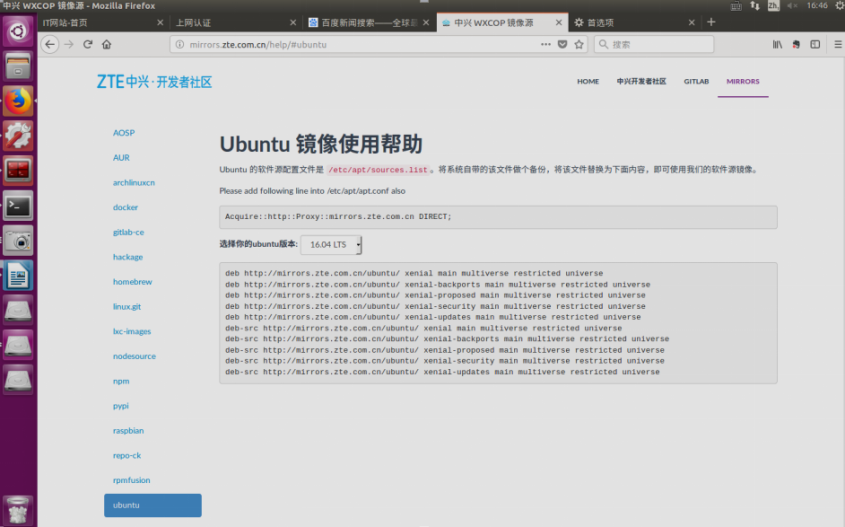 中兴 WXCOP 镜像源 - Mozilla Firefox
Zh,
16:46
IT网站-首页
上网认证
百度新闻搜索——全球最
中兴 WXCOP 镜像源
首选项
mirrors.zte.com.cn/help/#ubuntu
搜索
ZTE中兴·开发者社区
HOME
中兴开发者社区
GITLAB
MIRRORS
AOSP
AUR
archlinuxcn
docker
gitlab-ce
hackage
homebrew
linux.git
lxc-images
nodesource
npm
pypi
raspbian
repo-ck
rpmfusion
ubuntu
Ubuntu 镜像使用帮助
Ubuntu 的软件源配置文件是 /etc/apt/sources.list。将系统自带的该文件做个备份，将该文件替换为下面内容，即可使用我们的软件源镜像。
Please add following line into /etc/apt/apt.conf also
Acquire::http::Proxy::mirrors.zte.com.cn DIRECT;
选择你的ubuntu版本: 16.04 LTS
deb http://mirrors.zte.com.cn/ubuntu/ xenial main multiverse restricted universe
deb http://mirrors.zte.com.cn/ubuntu/ xenial-backports main multiverse restricted universe
deb http://mirrors.zte.com.cn/ubuntu/ xenial-proposed main multiverse restricted universe
deb http://mirrors.zte.com.cn/ubuntu/ xenial-security main multiverse restricted universe
deb http://mirrors.zte.com.cn/ubuntu/ xenial-updates main multiverse restricted universe
deb-src http://mirrors.zte.com.cn/ubuntu/ xenial main multiverse restricted universe
deb-src http://mirrors.zte.com.cn/ubuntu/ xenial-backports main multiverse restricted universe
deb-src http://mirrors.zte.com.cn/ubuntu/ xenial-proposed main multiverse restricted universe
deb-src http://mirrors.zte.com.cn/ubuntu/ xenial-security main multiverse restricted universe
deb-src http://mirrors.zte.com.cn/ubuntu/ xenial-updates main multiverse restricted universe